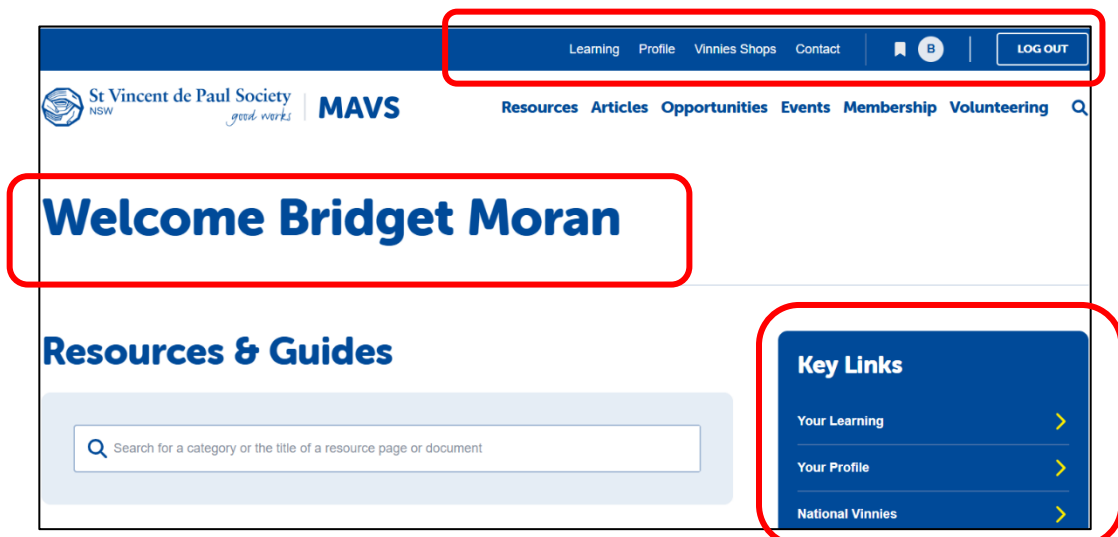 Learning Profile Vinnies Shops Contact B LOG OUT
St Vincent de Paul Society
NSW good works
MAVS
Resources Articles Opportunities Events Membership Volunteering
Welcome Bridget Moran
Resources & Guides
Search for a category or the title of a resource page or document
Key Links
Your Learning
Your Profile
National Vinnies